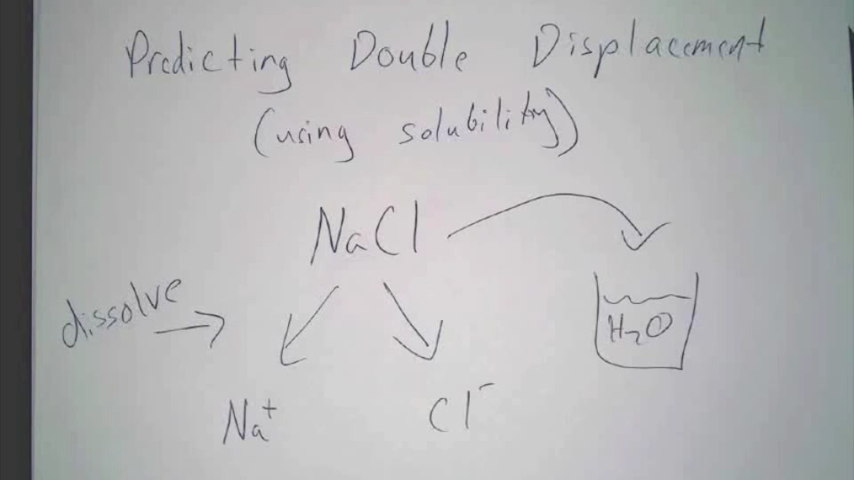 Predicting Double Displacement
(using solubility)
NaCl
dissolve
H₂O
Na⁺ Cl⁻